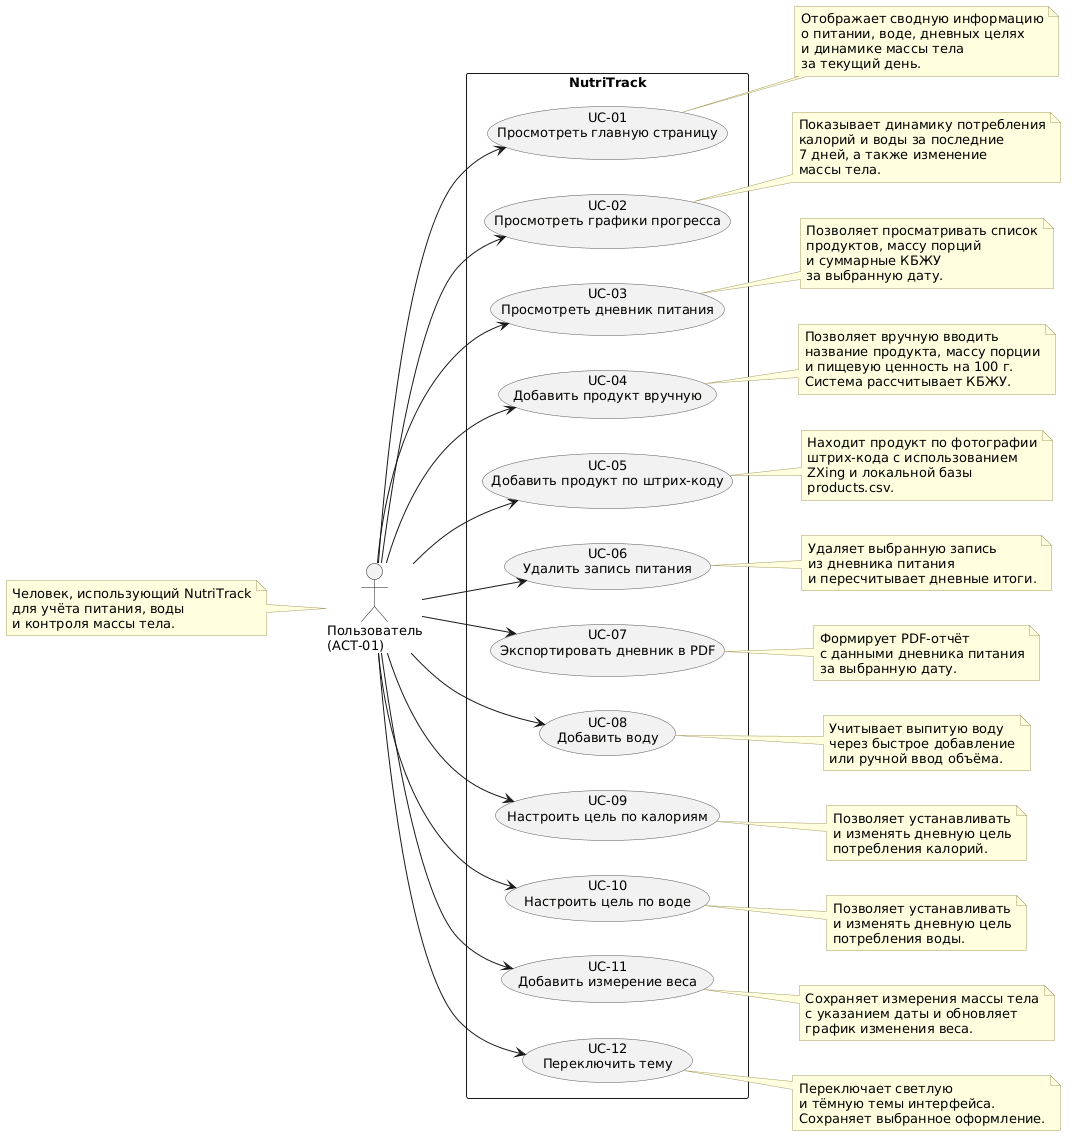 Отображает сводную информацию
о питании, воде, дневных целях
и динамике массы тела
за текущий день.
NutriTrack
UC-01
Просмотреть главную страницу
Показывает динамику потребления
калорий и воды за последние
7 дней, а также изменение
массы тела.
UC-02
Просмотреть графики прогресса
Позволяет просматривать список
продуктов, массу порций
и суммарные КБЖУ
за выбранную дату.
UC-03
Просмотреть дневник питания
Позволяет вручную вводить
название продукта, массу порции
и пищевую ценность на 100 г.
Система рассчитывает КБЖУ.
UC-04
Добавить продукт вручную
Находит продукт по фотографии
штрих-кода с использованием
ZXing и локальной базы
products.csv.
UC-05
Добавить продукт по штрих-коду
Удаляет выбранную запись
из дневника питания
и пересчитывает дневные итоги.
UC-06
Удалить запись питания
Человек, использующий NutriTrack
для учёта питания, воды
и контроля массы тела.
Пользователь
(ACT-01)
UC-07
Экспортировать дневник в PDF
Формирует PDF-отчёт
с данными дневника питания
за выбранную дату.
UC-08
Добавить воду
Учитывает выпитую воду
через быстрое добавление
или ручной ввод объёма.
UC-09
Настроить цель по калориям
Позволяет устанавливать
и изменять дневную цель
потребления калорий.
UC-10
Настроить цель по воде
Позволяет устанавливать
и изменять дневную цель
потребления воды.
UC-11
Добавить измерение веса
Сохраняет измерения массы тела
с указанием даты и обновляет
график изменения веса.
UC-12
Переключить тему
Переключает светлую
и тёмную темы интерфейса.
Сохраняет выбранное оформление.